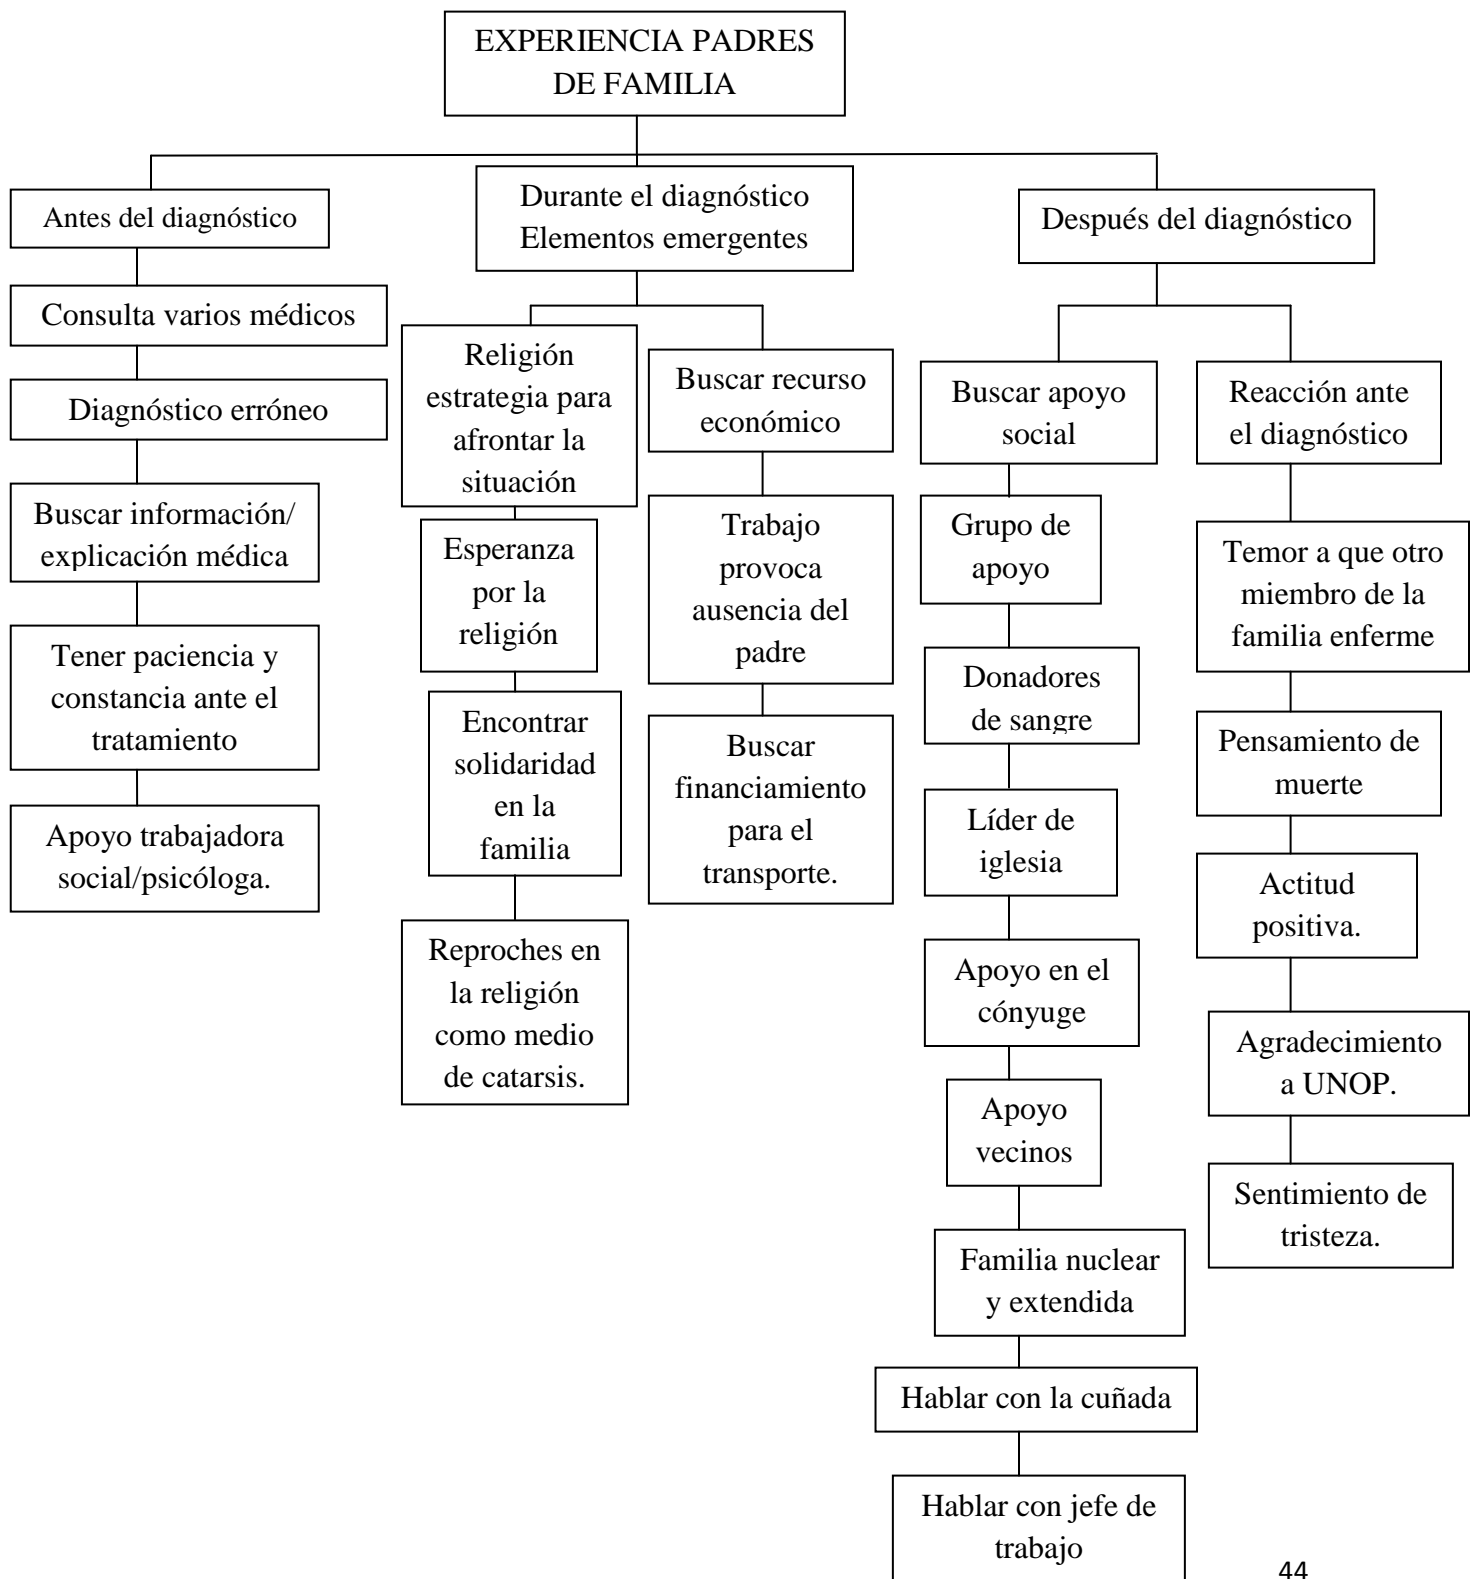 EXPERIENCIA PADRES
DE FAMILIA
Antes del diagnóstico
Consulta varios médicos
Diagnóstico erróneo
Buscar información/
explicación médica
Tener paciencia y
constancia ante el
tratamiento
Apoyo trabajadora
social/psicóloga.
Durante el diagnóstico
Elementos emergentes
Religión
estrategia para
afrontar la
situación
Esperanza
por la
religión
Encontrar
solidaridad
en la
familia
Reproches en
la religión
como medio
de catarsis.
Buscar recurso
económico
Trabajo
provoca
ausencia del
padre
Buscar
financiamiento
para el
transporte.
Después del diagnóstico
Buscar apoyo
social
Grupo de
apoyo
Donadores
de sangre
Líder de
iglesia
Apoyo en el
cónyuge
Apoyo
vecinos
Familia nuclear
y extendida
Hablar con la cuñada
Hablar con jefe de
trabajo
Reacción ante
el diagnóstico
Temor a que otro
miembro de la
familia enferme
Pensamiento de
muerte
Actitud
positiva.
Agradecimiento
a UNOP.
Sentimiento de
tristeza.
44